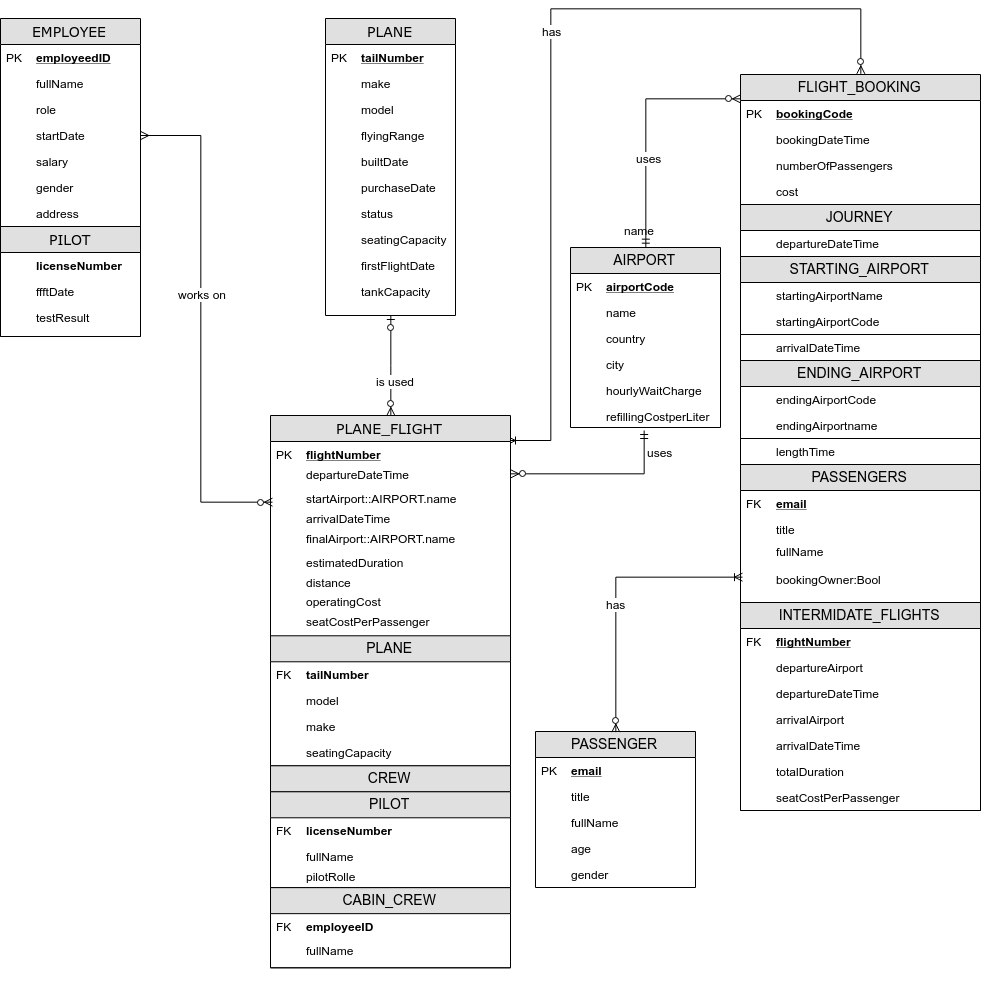 EMPLOYEE
PK employeedID
fullName
role
startDate
salary
gender
address
PILOT
licenseNumber
ffftDate
testResult
works on
PLANE
PK tailNumber
make
model
flyingRange
builtDate
purchaseDate
status
seatingCapacity
firstFlightDate
tankCapacity
is used
PLANE_FLIGHT
PK flightNumber
departureDateTime
startAirport::AIRPORT.name
arrivalDateTime
finalAirport::AIRPORT.name
estimatedDuration
distance
operatingCost
seatCostPerPassenger
PLANE
FK tailNumber
model
make
seatingCapacity
CREW
PILOT
FK licenseNumber
fullName
pilotRolle
CABIN_CREW
FK employeeID
fullName
has
uses
name
AIRPORT
PK airportCode
name
country
city
hourlyWaitCharge
refillingCostperLiter
uses
has
PASSENGER
PK email
title
fullName
age
gender
FLIGHT_BOOKING
PK bookingCode
bookingDateTime
numberOfPassengers
cost
JOURNEY
departureDateTime
STARTING_AIRPORT
startingAirportName
startingAirportCode
arrivalDateTime
ENDING_AIRPORT
endingAirportCode
endingAirportname
lengthTime
PASSENGERS
FK email
title
fullName
bookingOwner:Bool
INTERMIDATE_FLIGHTS
FK flightNumber
departureAirport
departureDateTime
arrivalAirport
arrivalDateTime
totalDuration
seatCostPerPassenger